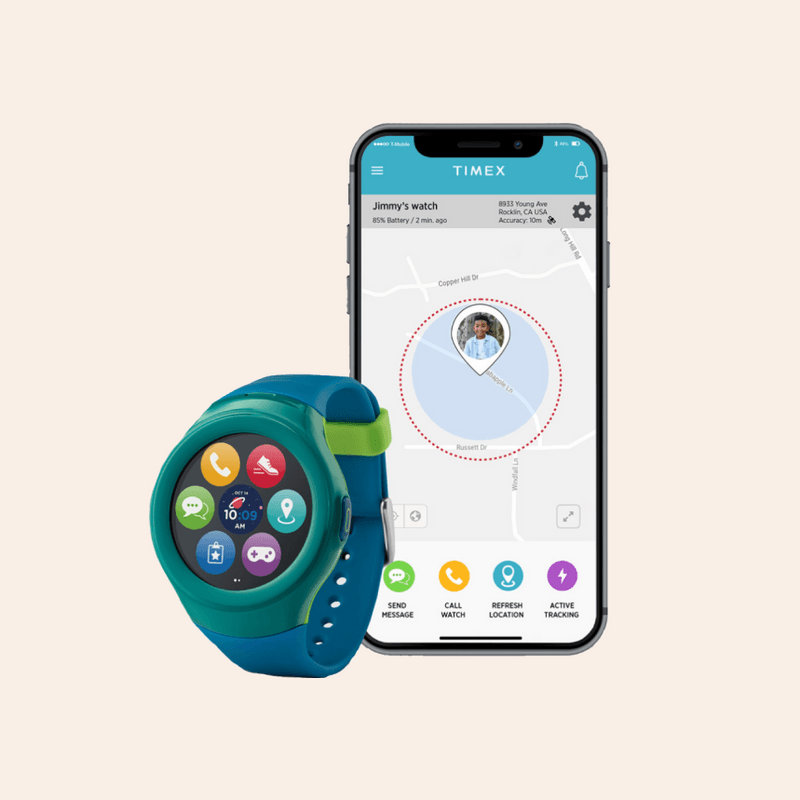 T-Mobile
TIMEX
Jimmy's watch
85% Battery / 2 min. ago
8933 Young Ave
Rocklin, CA USA
Accuracy: 10m
Long Hill Rd
Copper Hill Dr
Russett Dr
Windfall Ln
OCT 14
10:09
AM
SEND
MESSAGE
CALL
WATCH
REFRESH
LOCATION
ACTIVE
TRACKING